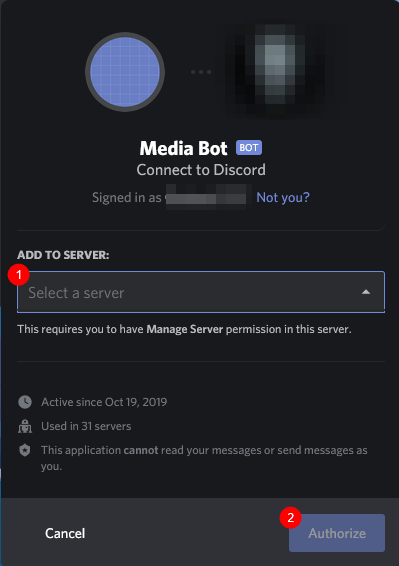 Media Bot BOT
Connect to Discord
Signed in as Not you?
ADD TO SERVER:
1
Select a server
This requires you to have Manage Server permission in this server.
Active since Oct 19, 2019
Used in 31 servers
This application cannot read your messages or send messages as
you.
2
Cancel Authorize